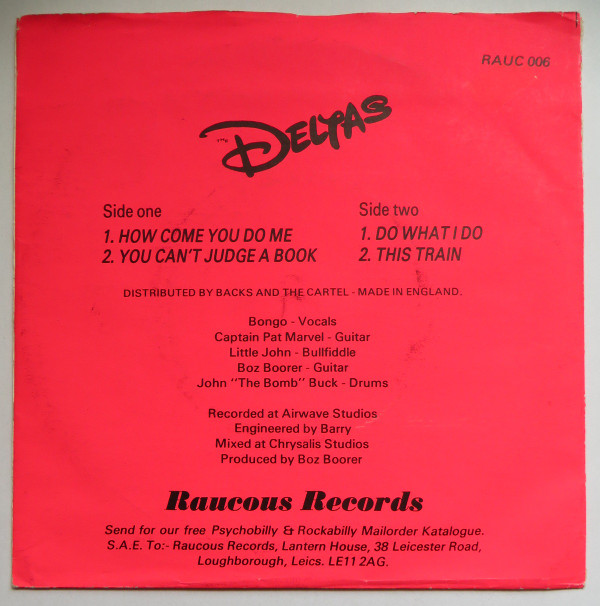 RAUC 006
THE DELTAS
Side one
1. HOW COME YOU DO ME
2. YOU CAN'T JUDGE A BOOK
Side two
1. DO WHAT I DO
2. THIS TRAIN
DISTRIBUTED BY BACKS AND THE CARTEL - MADE IN ENGLAND.
Bongo - Vocals
Captain Pat Marvel - Guitar
Little John - Bullfiddle
Boz Boorer - Guitar
John "The Bomb" Buck - Drums
Recorded at Airwave Studios
Engineered by Barry
Mixed at Chrysalis Studios
Produced by Boz Boorer
Raucous Records
Send for our free Psychobilly & Rockabilly Mailorder Katalogue.
S.A.E. To:- Raucous Records, Lantern House, 38 Leicester Road,
Loughborough, Leics. LE11 2AG.